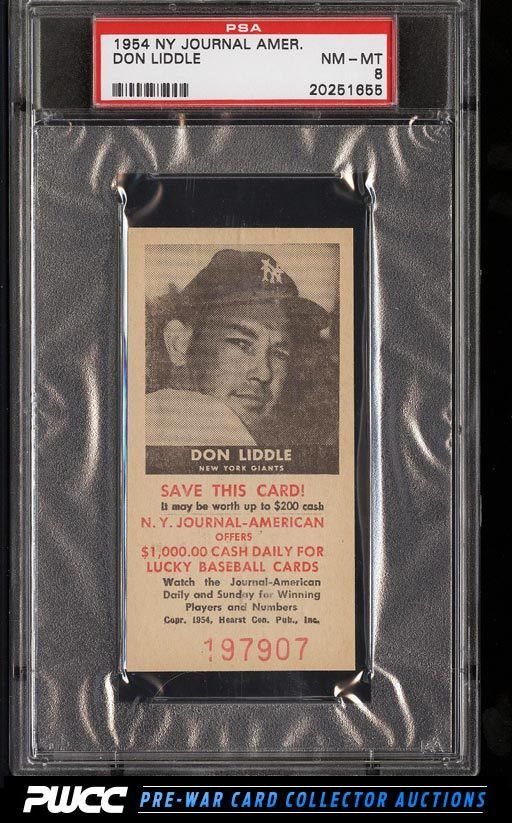 PSA
1954 NY JOURNAL AMER.
DON LIDDLE NM-MT
8
20251655
NY
DON LIDDLE
NEW YORK GIANTS
SAVE THIS CARD!
It may be worth up to $200 cash
N. Y. JOURNAL-AMERICAN
OFFERS
$1,000.00 CASH DAILY FOR
LUCKY BASEBALL CARDS
Watch the Journal-American
Daily and Sunday for Winning
Players and Numbers
Copr. 1954, Hearst Con. Pub., Inc.
197907
PWCC PRE-WAR CARD COLLECTOR AUCTIONS